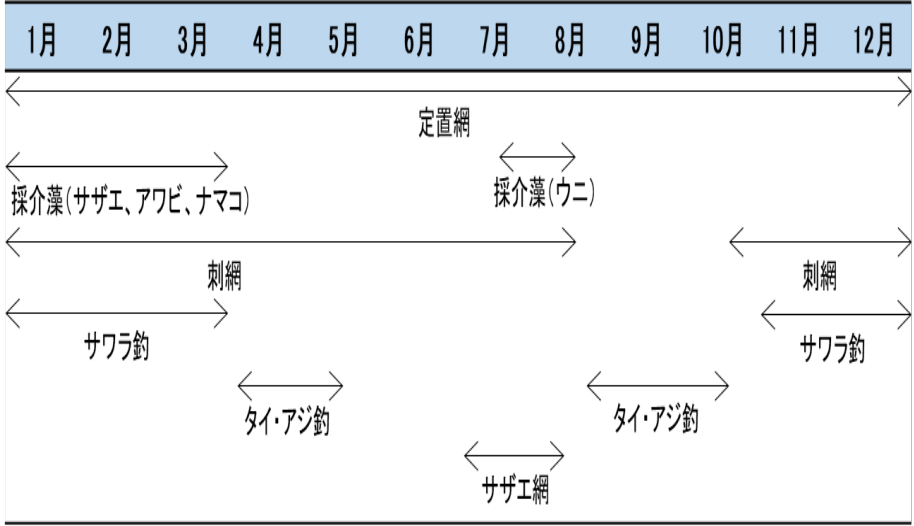 1月 2月 3月 4月 5月 6月 7月 8月 9月 10月 11月 12月
定置網
採介藻(サザエ、アワビ、ナマコ) 採介藻(ウニ)
刺網 刺網
サワラ釣 サワラ釣
タイ・アジ釣 タイ・アジ釣
サザエ網